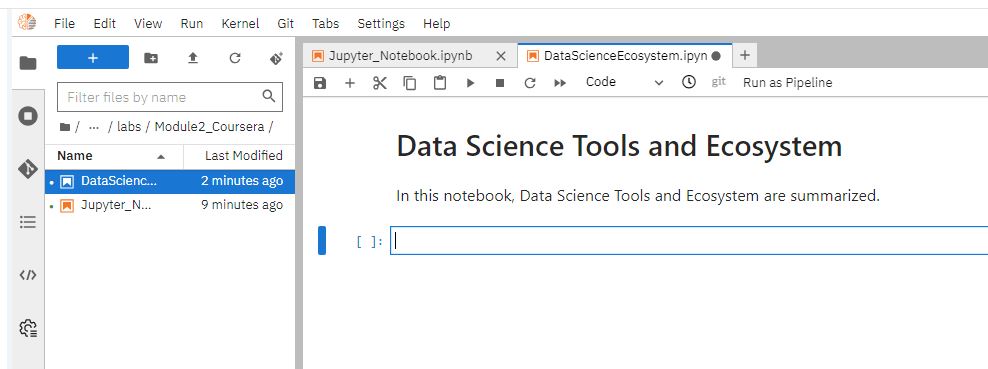 File Edit View Run Kernel Git Tabs Settings Help
+
Jupyter_Notebook.ipynb ×
DataScienceEcosystem.ipyn
+
Code
git
Run as Pipeline
Filter files by name
/ ··· / labs / Module2_Coursera /
Name Last Modified
DataScienc... 2 minutes ago
Jupyter_N... 9 minutes ago
</>
Data Science Tools and Ecosystem
In this notebook, Data Science Tools and Ecosystem are summarized.
[ ]: